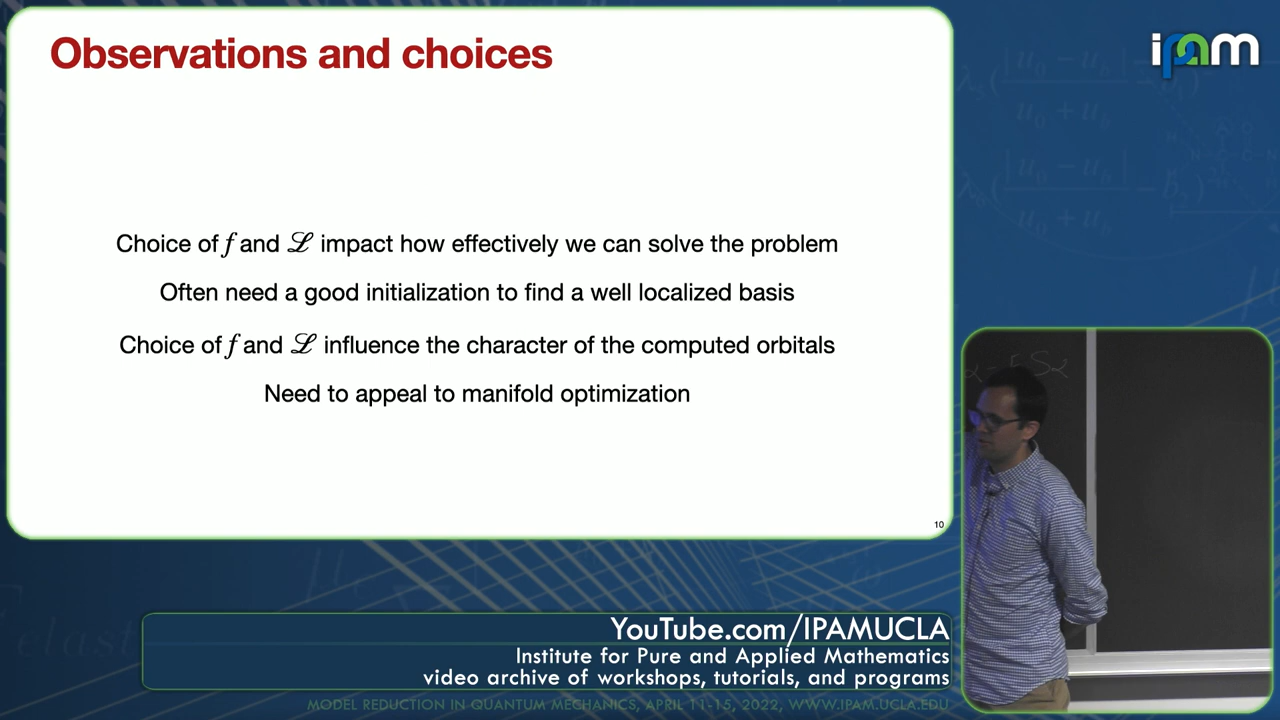 Observations and choices
ipam
Choice of f and ℒ impact how effectively we can solve the problem
Often need a good initialization to find a well localized basis
Choice of f and ℒ influence the character of the computed orbitals
Need to appeal to manifold optimization
10
YouTube.com/IPAMUCLA
Institute for Pure and Applied Mathematics
video archive of workshops, tutorials, and programs
MODEL REDUCTION IN QUANTUM MECHANICS, APRIL 11-15, 2022, WWW.IPAM.UCLA.EDU